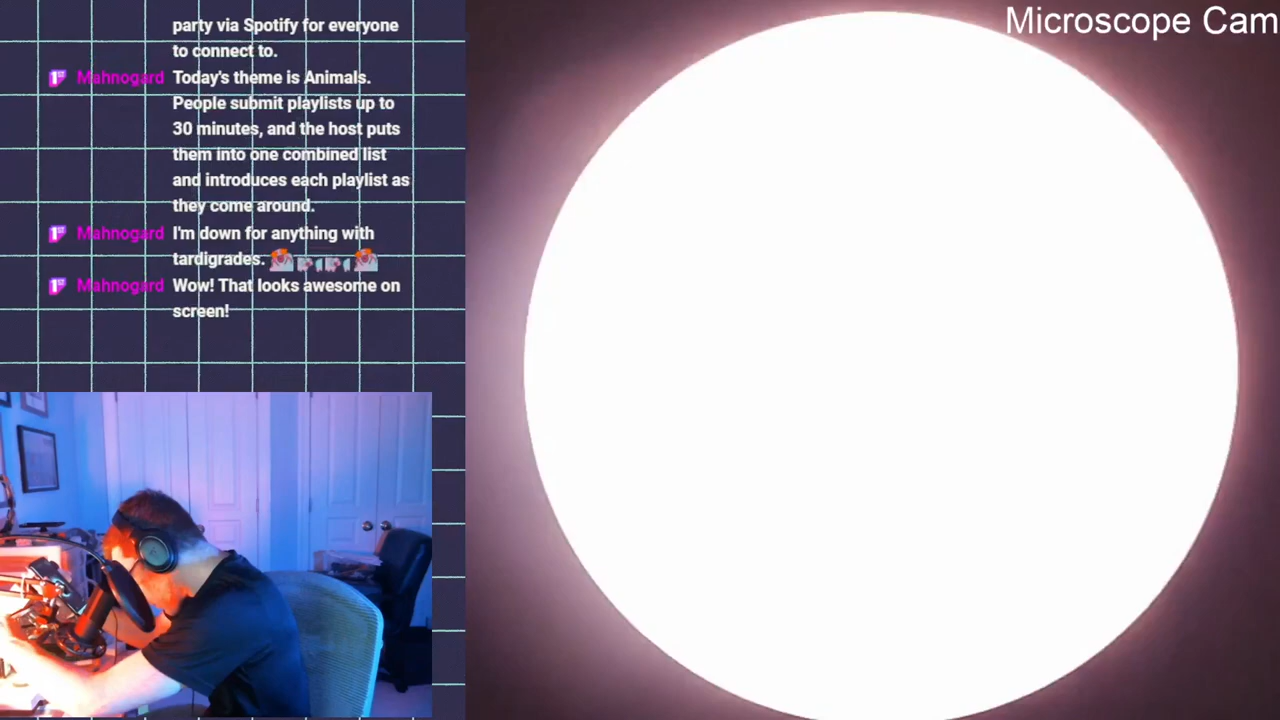 party via Spotify for everyone
to connect to.
Mahnogard Today's theme is Animals.
People submit playlists up to
30 minutes, and the host puts
them into one combined list
and introduces each playlist as
they come around.
Mahnogard I'm down for anything with
tardigrades.
Mahnogard Wow! That looks awesome on
screen!
Microscope Cam